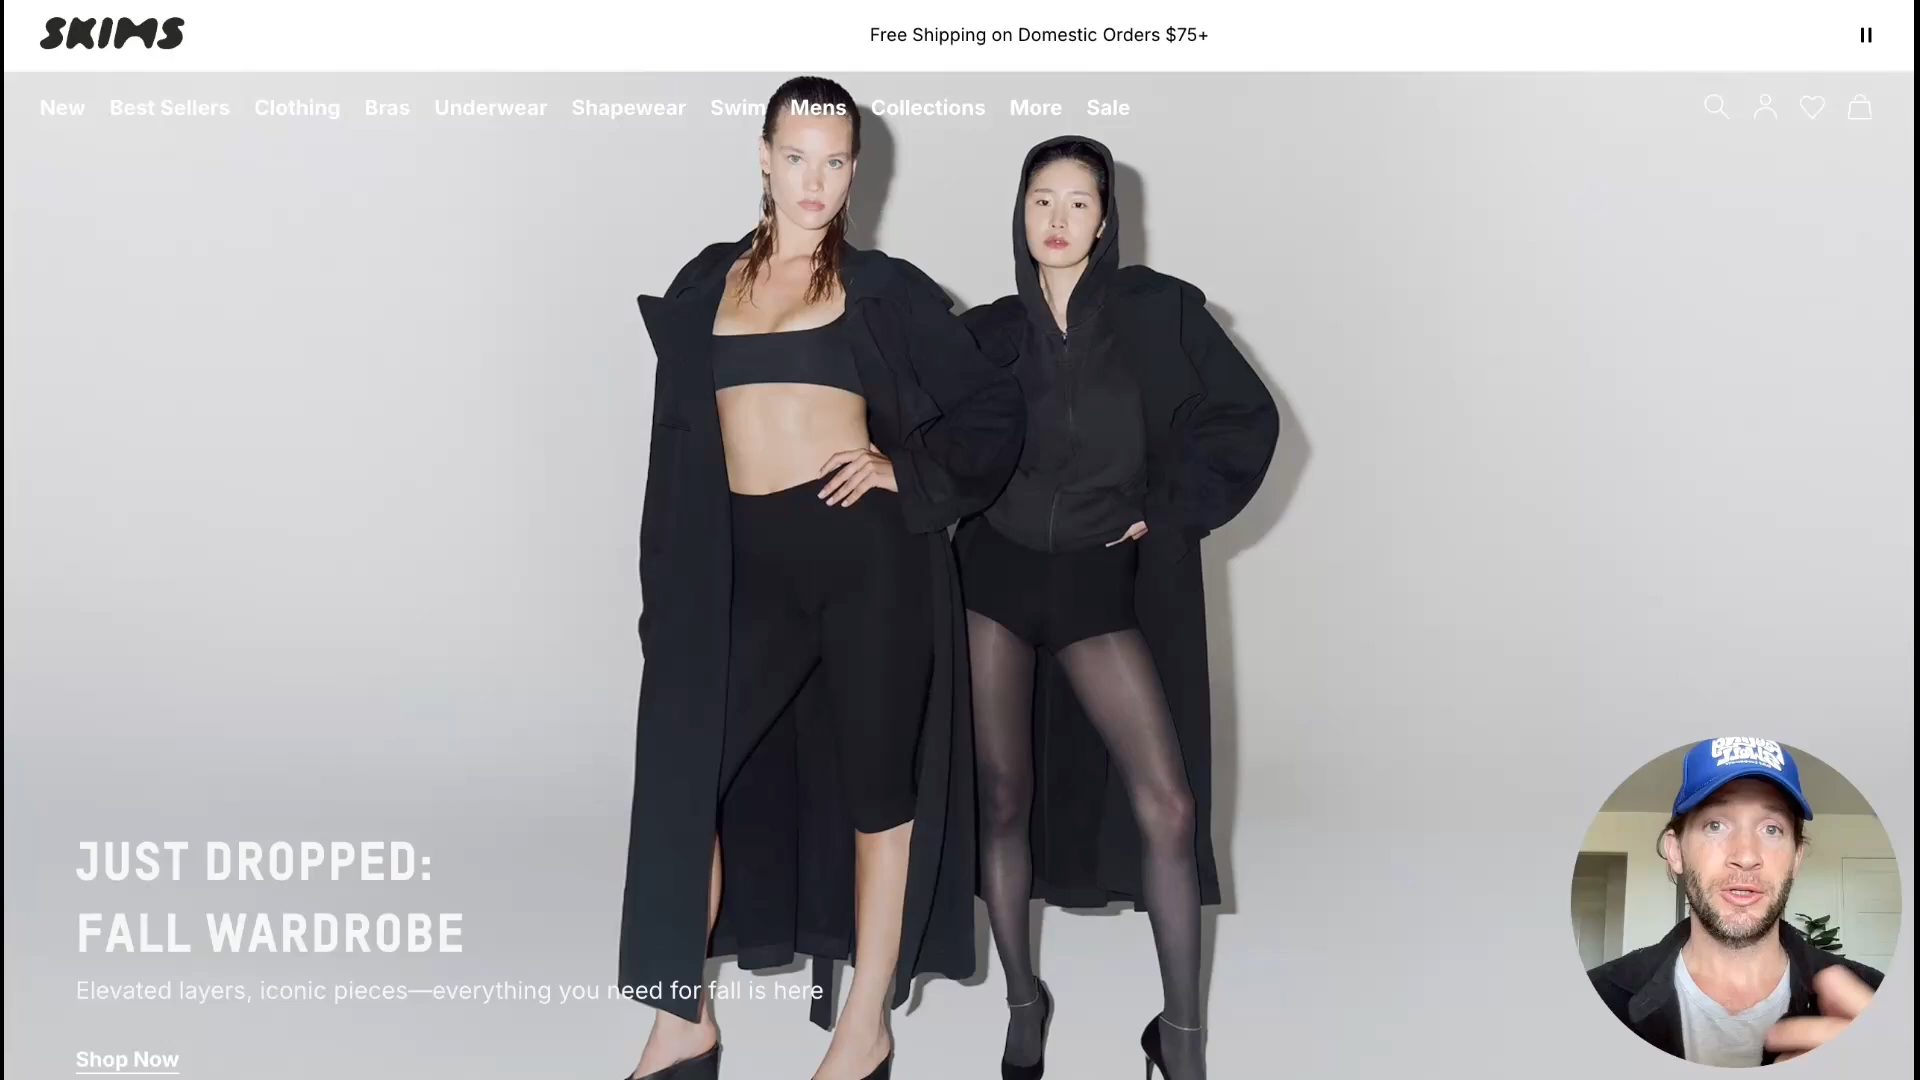 SKIMS
Free Shipping on Domestic Orders $75+
New Best Sellers Clothing Bras Underwear Shapewear Swim Mens Collections More Sale
JUST DROPPED:
FALL WARDROBE
Elevated layers, iconic pieces—everything you need for fall is here
Shop Now